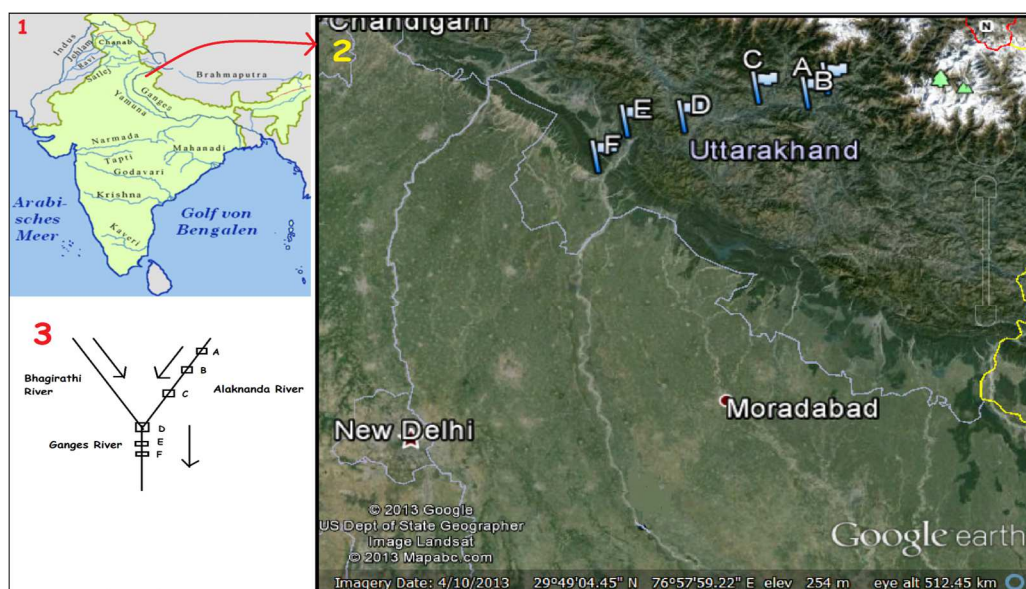 1
Indus
Jehlam
Chanab
Ravi
Satlej
Ganges
Yamuna
Brahmaputra
Narmada
Tapti
Mahanadi
Godavari
Krishna
Kaveri
Arabi-
sches
Meer
Golf von
Bengalen
2
Chandigarh
N
C
A
B
E
D
F
Uttarakhand
Moradabad
New Delhi
© 2013 Google
US Dept of State Geographer
Image Landsat
© 2013 Mapabc.com
Google earth
Imagery Date: 4/10/2013 29°49'04.45" N 76°57'59.22" E elev 254 m eye alt 512.45 km
3
Bhagirathi
River
Alaknanda River
A
B
C
Ganges River
D
E
F